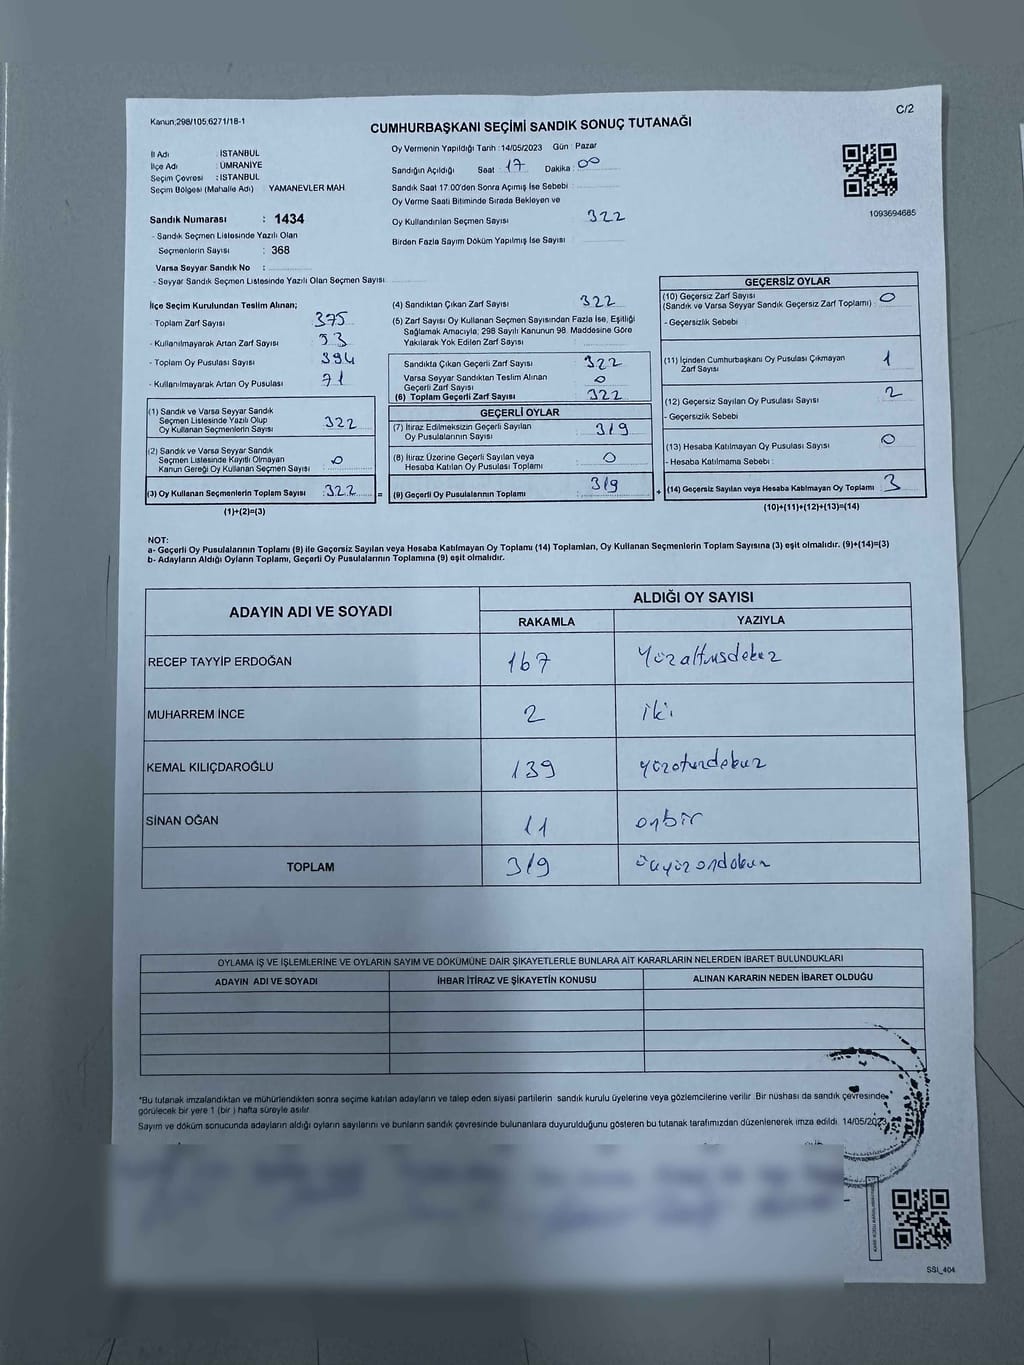 Kanun;298/105,6271/18-1
C/2
CUMHURBAŞKANI SEÇİMİ SANDIK SONUÇ TUTANAĞI
İl Adı : İSTANBUL
İlçe Adı : ÜMRANİYE
Seçim Çevresi : İSTANBUL
Seçim Bölgesi (Mahalle Adı) YAMANEVLER MAH.
Sandık Numarası : 1434
- Sandık Seçmen Listesinde Yazılı Olan
Seçmenlerin Sayısı : 368
Varsa Seyyar Sandık No :
- Seyyar Sandık Seçmen Listesinde Yazılı Olan Seçmen Sayısı
Oy Vermenin Yapıldığı Tarih : 14/05/2023 Gün : Pazar
Sandığın Açıldığı Saat : 17 Dakika : 00
Sandık Saat 17.00'den Sonra Açımış İse Sebebi :
Oy Verme Saati Bitiminde Sırada Bekleyen ve
Oy Kullandırılan Seçmen Sayısı 322
Birden Fazla Sayım Döküm Yapılmış İse Sayısı
1093694685
İlçe Seçim Kurulundan Teslim Alınan;
- Toplam Zarf Sayısı 375
- Kullanılmayarak Artan Zarf Sayısı 53
- Toplam Oy Pusulası Sayısı 394
- Kullanılmayarak Artan Oy Pusulası 71
(1) Sandık ve Varsa Seyyar Sandık
Seçmen Listesinde Yazılı Olup
Oy Kullanan Seçmenlerin Sayısı 322
(2) Sandık ve Varsa Seyyar Sandık
Seçmen Listesinde Kayıtlı Olmayan
Kanun Gereği Oy Kullanan Seçmen Sayısı 0
(3) Oy Kullanan Seçmenlerin Toplam Sayısı : 322 =
(1)+(2)=(3)
(4) Sandıktan Çıkan Zarf Sayısı 322
(5) Zarf Sayısı Oy Kullanan Seçmen Sayısından Fazla İse, Eşitliği
Sağlamak Amacıyla, 298 Sayılı Kanunun 98. Maddesine Göre
Yakılarak Yok Edilen Zarf Sayısı
Sandıkta Çıkan Geçerli Zarf Sayısı 322
Varsa Seyyar Sandıktan Teslim Alınan
Geçerli Zarf Sayısı 0
(6) Toplam Geçerli Zarf Sayısı 322
GEÇERLİ OYLAR
(7) İtiraz Edilmeksizin Geçerli Sayılan
Oy Pusulalarının Sayısı 319
(8) İtiraz Üzerine Geçerli Sayılan veya
Hesaba Katılan Oy Pusulası Toplamı 0
(9) Geçerli Oy Pusulalarının Toplamı 319 +
GEÇERSİZ OYLAR
(10) Geçersiz Zarf Sayısı
(Sandık ve Varsa Seyyar Sandık Geçersiz Zarf Toplamı) 0
- Geçersizlik Sebebi
(11) İçinden Cumhurbaşkanı Oy Pusulası Çıkmayan
Zarf Sayısı 1
(12) Geçersiz Sayılan Oy Pusulası Sayısı 2
- Geçersizlik Sebebi
(13) Hesaba Katılmayan Oy Pusulası Sayısı 0
- Hesaba Katılmama Sebebi :
(14) Geçersiz Sayılan veya Hesaba Katılmayan Oy Toplamı 3
(10)+(11)+(12)+(13)=(14)
NOT:
a- Geçerli Oy Pusulalarının Toplamı (9) ile Geçersiz Sayılan veya Hesaba Katılmayan Oy Toplamı (14) Toplamları, Oy Kullanan Seçmenlerin Toplam Sayısına (3) eşit olmalıdır. (9)+(14)=(3)
b- Adayların Aldığı Oyların Toplamı, Geçerli Oy Pusulalarının Toplamına (9) eşit olmalıdır.
ADAYIN ADI VE SOYADI
ALDIĞI OY SAYISI
RAKAMLA YAZIYLA
RECEP TAYYİP ERDOĞAN 167
MUHARREM İNCE 2 iki
KEMAL KILIÇDAROĞLU 139
SİNAN OĞAN 11 onbir
TOPLAM 319
OYLAMA İŞ VE İŞLEMLERİNE VE OYLARIN SAYIM VE DÖKÜMÜNE DAİR ŞİKAYETLERLE BUNLARA AİT KARARLARIN NELERDEN İBARET BULUNDUKLARI
ADAYIN ADI VE SOYADI İHBAR İTİRAZ VE ŞİKAYETİN KONUSU ALINAN KARARIN NEDEN İBARET OLDUĞU
*Bu tutanak imzalandıktan ve mühürlendikten sonra seçime katılan adayların ve talep eden siyasi partilerin sandık kurulu üyelerine veya gözlemcilerine verilir. Bir nüshası da sandık çevresinde
görülecek bir yere 1 (bir) hafta süreyle asılır
Sayım ve döküm sonucunda adayların aldığı oyların sayılarını ve bunların sandık çevresinde bulunanlara duyurulduğunu gösteren bu tutanak tarafımızdan düzenlenerek imza edildi. 14/05/2023
SSI_404